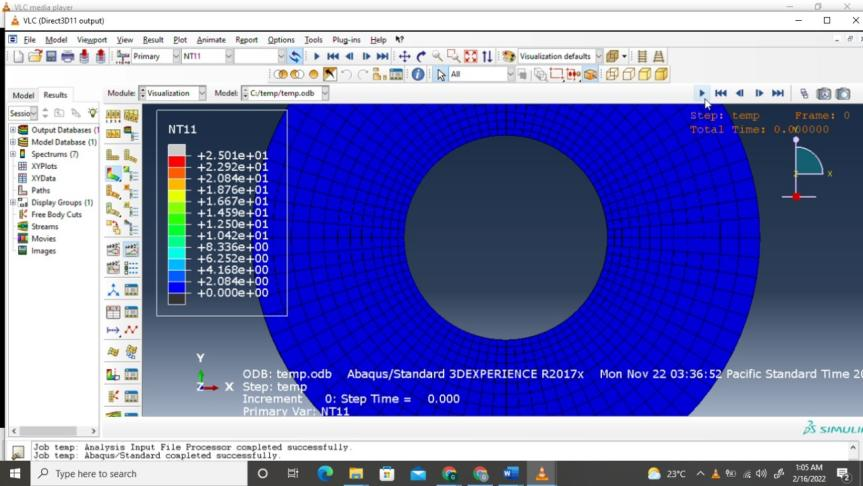 VLC media player
VLC (Direct3D11 output)
File Model Viewport View Result Plot Animate Report Options Tools Plug-ins Help
Primary NT11 Visualization defaults
All
Model Results Module: Visualization Model: C:/temp/temp.odb
Sessio
Output Databases (1
Model Database (1)
Spectrums (7)
XYPlots
XYData
Paths
Display Groups (1)
Free Body Cuts
Streams
Movies
Images
NT11
+2.501e+01
+2.292e+01
+2.084e+01
+1.876e+01
+1.667e+01
+1.459e+01
+1.250e+01
+1.042e+01
+8.336e+00
+6.252e+00
+4.168e+00
+2.084e+00
+0.000e+00
Step: temp Frame: 0
Total Time: 0.000000
Z X
Y
Z X
ODB: temp.odb Abaqus/Standard 3DEXPERIENCE R2017x Mon Nov 22 03:36:52 Pacific Standard Time 20
Step: temp
Increment 0: Step Time = 0.000
Primary Var: NT11
SIMULIA
Job temp: Analysis Input File Processor completed successfully.
Job temp: Abaqus/Standard completed successfully.
Type here to search
23°C
1:05 AM
2/16/2022